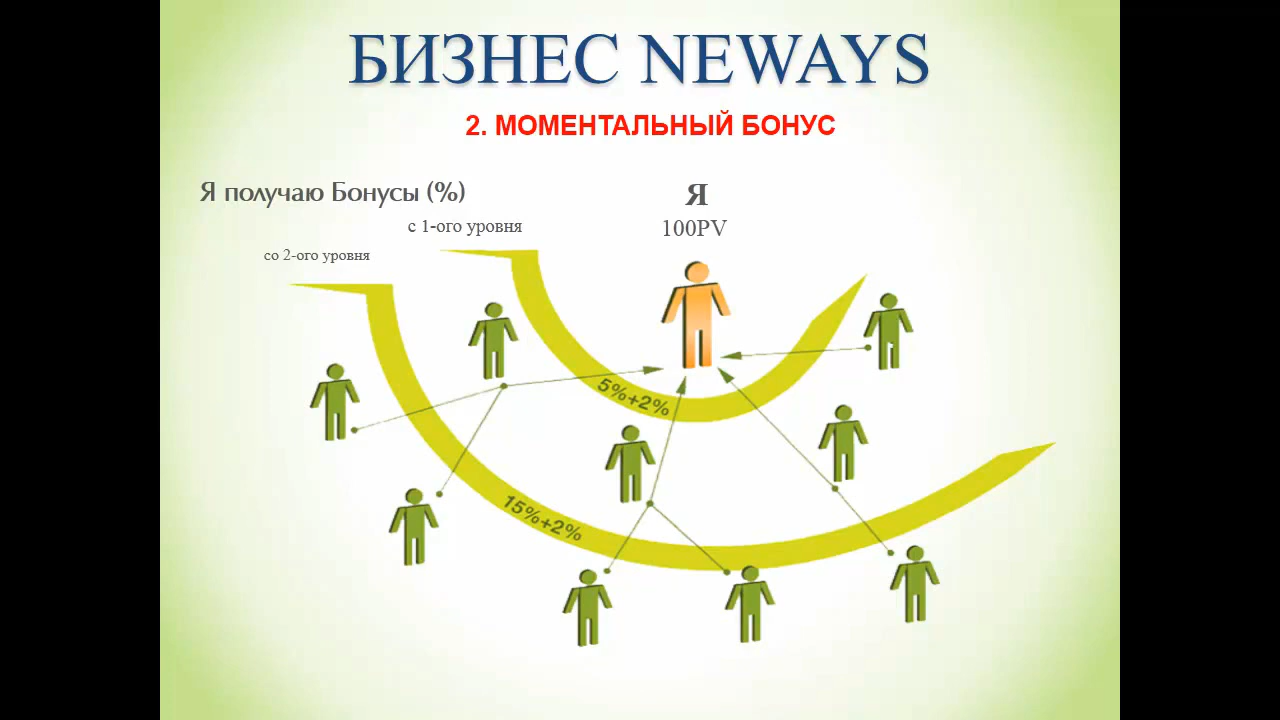 БИЗНЕС NEWAYS
2. МОМЕНТАЛЬНЫЙ БОНУС
Я получаю Бонусы (%)
Я
с 1-ого уровня
100PV
со 2-ого уровня
5%+2%
15%+2%